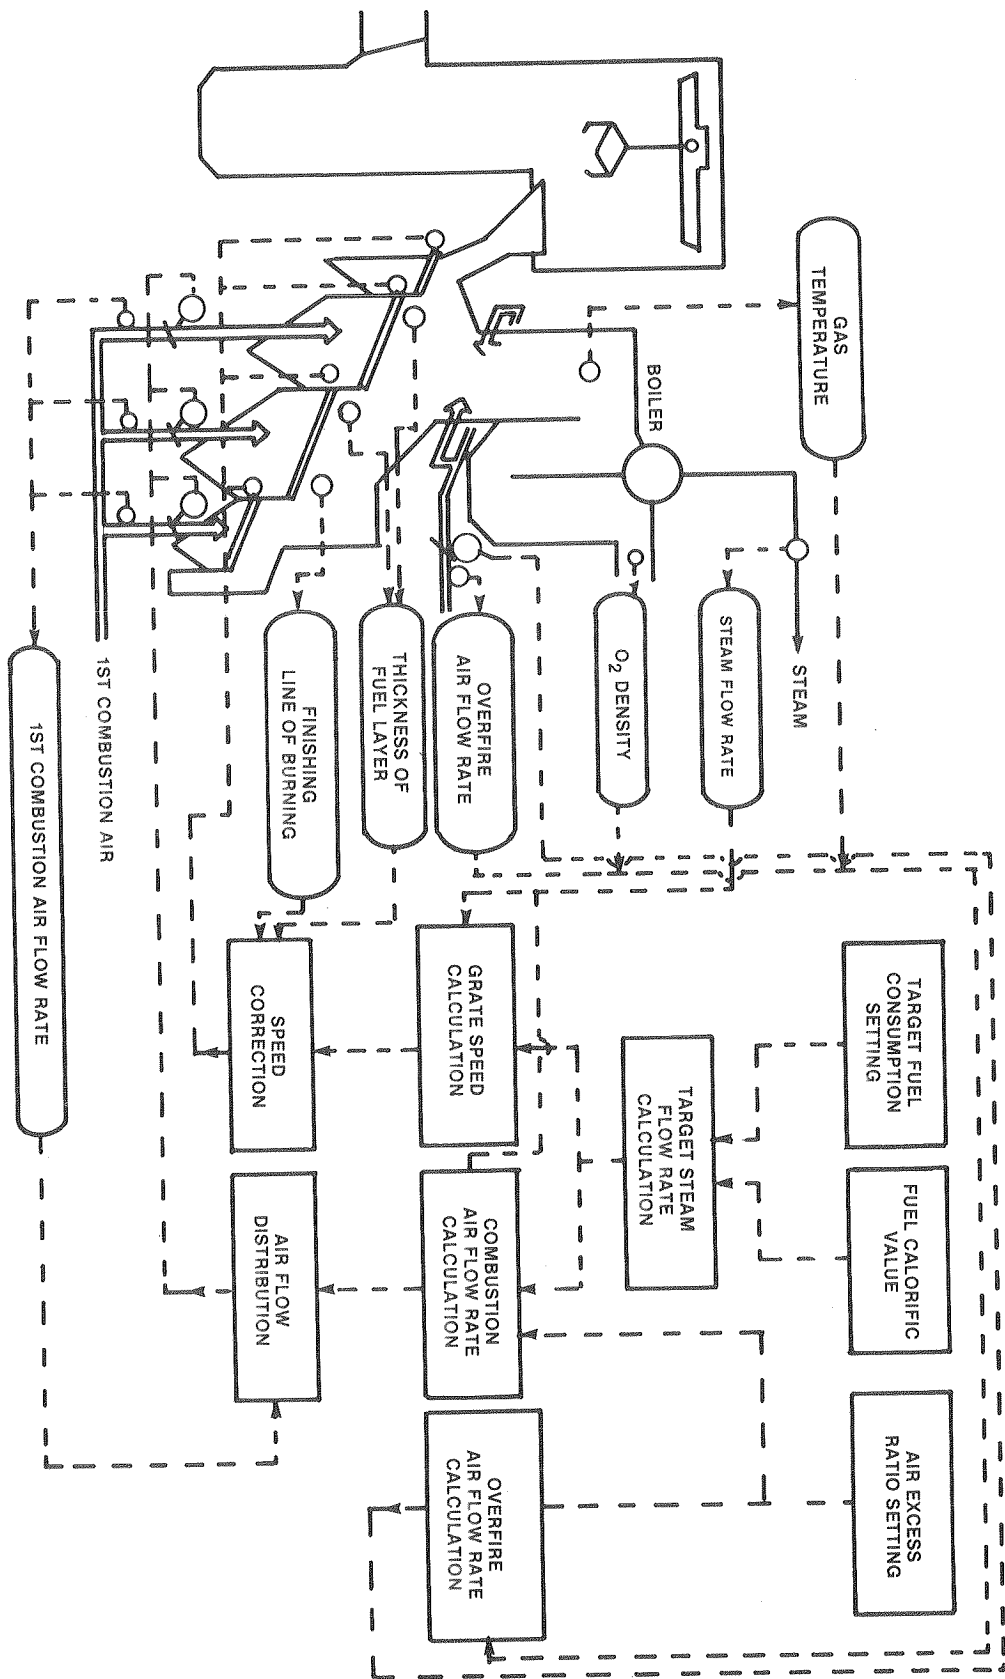 GAS
TEMPERATURE
BOILER
STEAM
STEAM FLOW RATE
O2 DENSITY
OVERFIRE
AIR FLOW RATE
THICKNESS OF
FUEL LAYER
FINISHING
LINE OF BURNING
1ST COMBUSTION AIR
1ST COMBUSTION AIR FLOW RATE
TARGET FUEL
CONSUMPTION
SETTING
FUEL CALORIFIC
VALUE
AIR EXCESS
RATIO SETTING
TARGET STEAM
FLOW RATE
CALCULATION
GRATE SPEED
CALCULATION
COMBUSTION
AIR FLOW RATE
CALCULATION
OVERFIRE
AIR FLOW RATE
CALCULATION
SPEED
CORRECTION
AIR FLOW
DISTRIBUTION